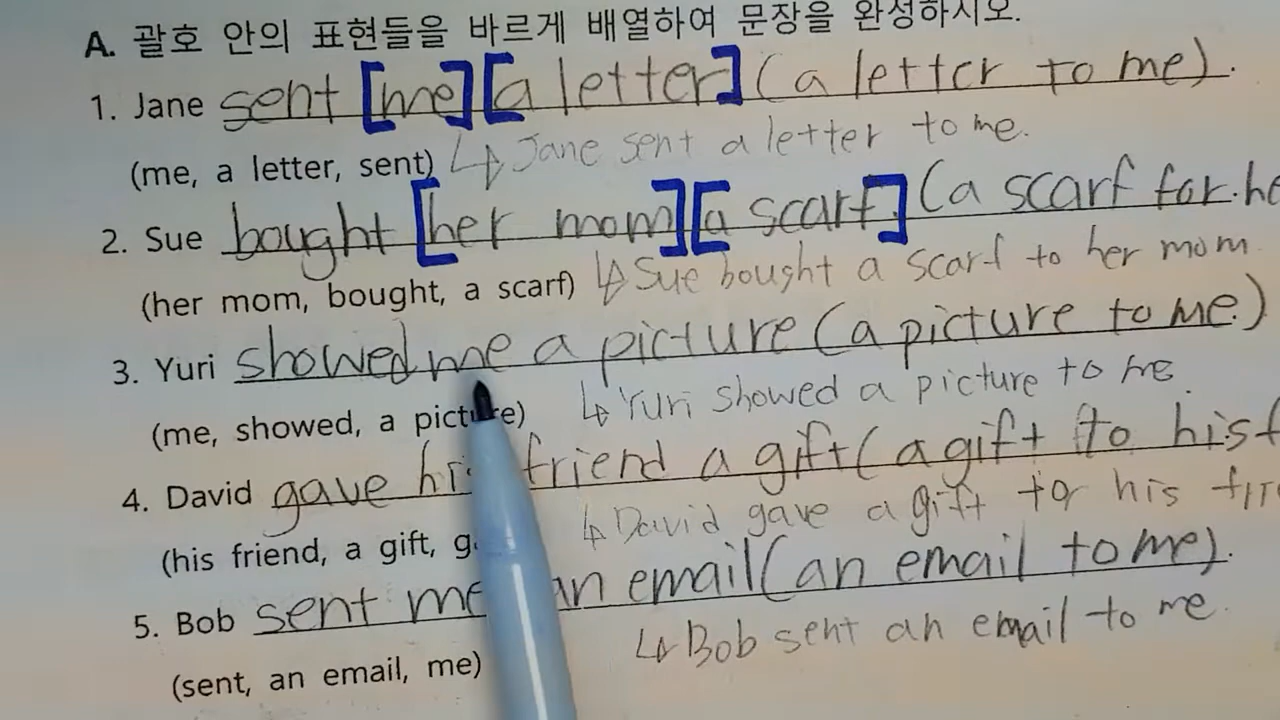 A. 괄호 안의 표현들을 바르게 배열하여 문장을 완성하시오.
1. Jane sent [me] [a letter] (a letter to me).
(me, a letter, sent) ↳ Jane sent a letter to me.
2. Sue bought [her mom] [a scarf] (a scarf for he
(her mom, bought, a scarf) ↳ Sue bought a scarf to her mom
3. Yuri showed me a picture (a picture to me.)
(me, showed, a picture) ↳ Yuri showed a picture to me.
4. David gave his friend a gift (a gift to his f
(his friend, a gift, g ↳ David gave a gift for his
5. Bob sent me an email (an email to me).
(sent, an email, me) ↳ Bob sent an email to me.